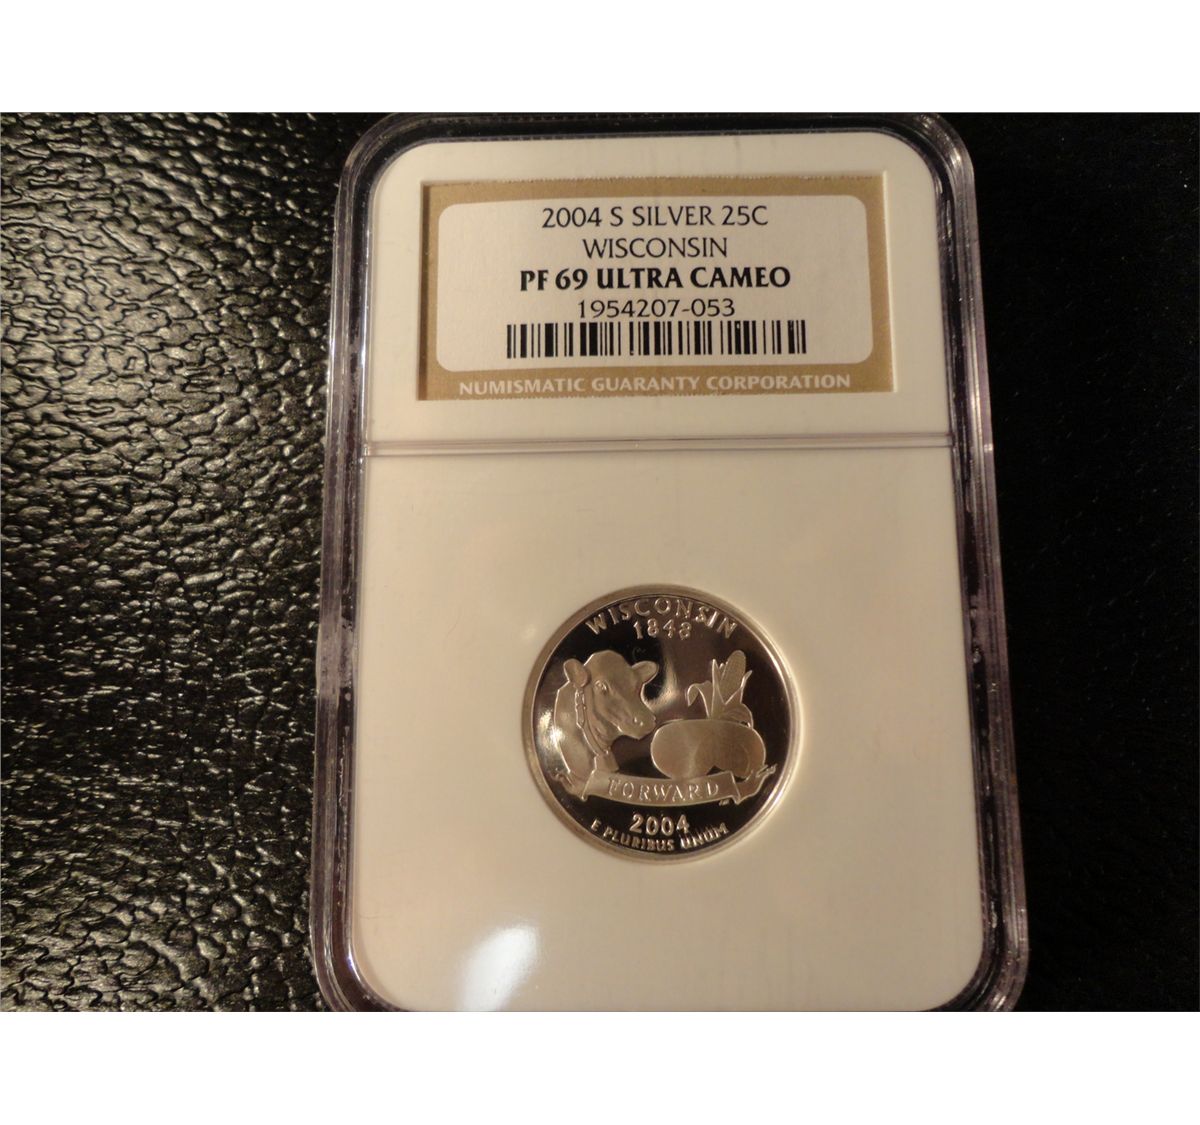 2004 S SILVER 25C
WISCONSIN
PF 69 ULTRA CAMEO
1954207-053
NUMISMATIC GUARANTY CORPORATION
WISCONSIN
1848
FORWARD
2004
E PLURIBUS UNUM